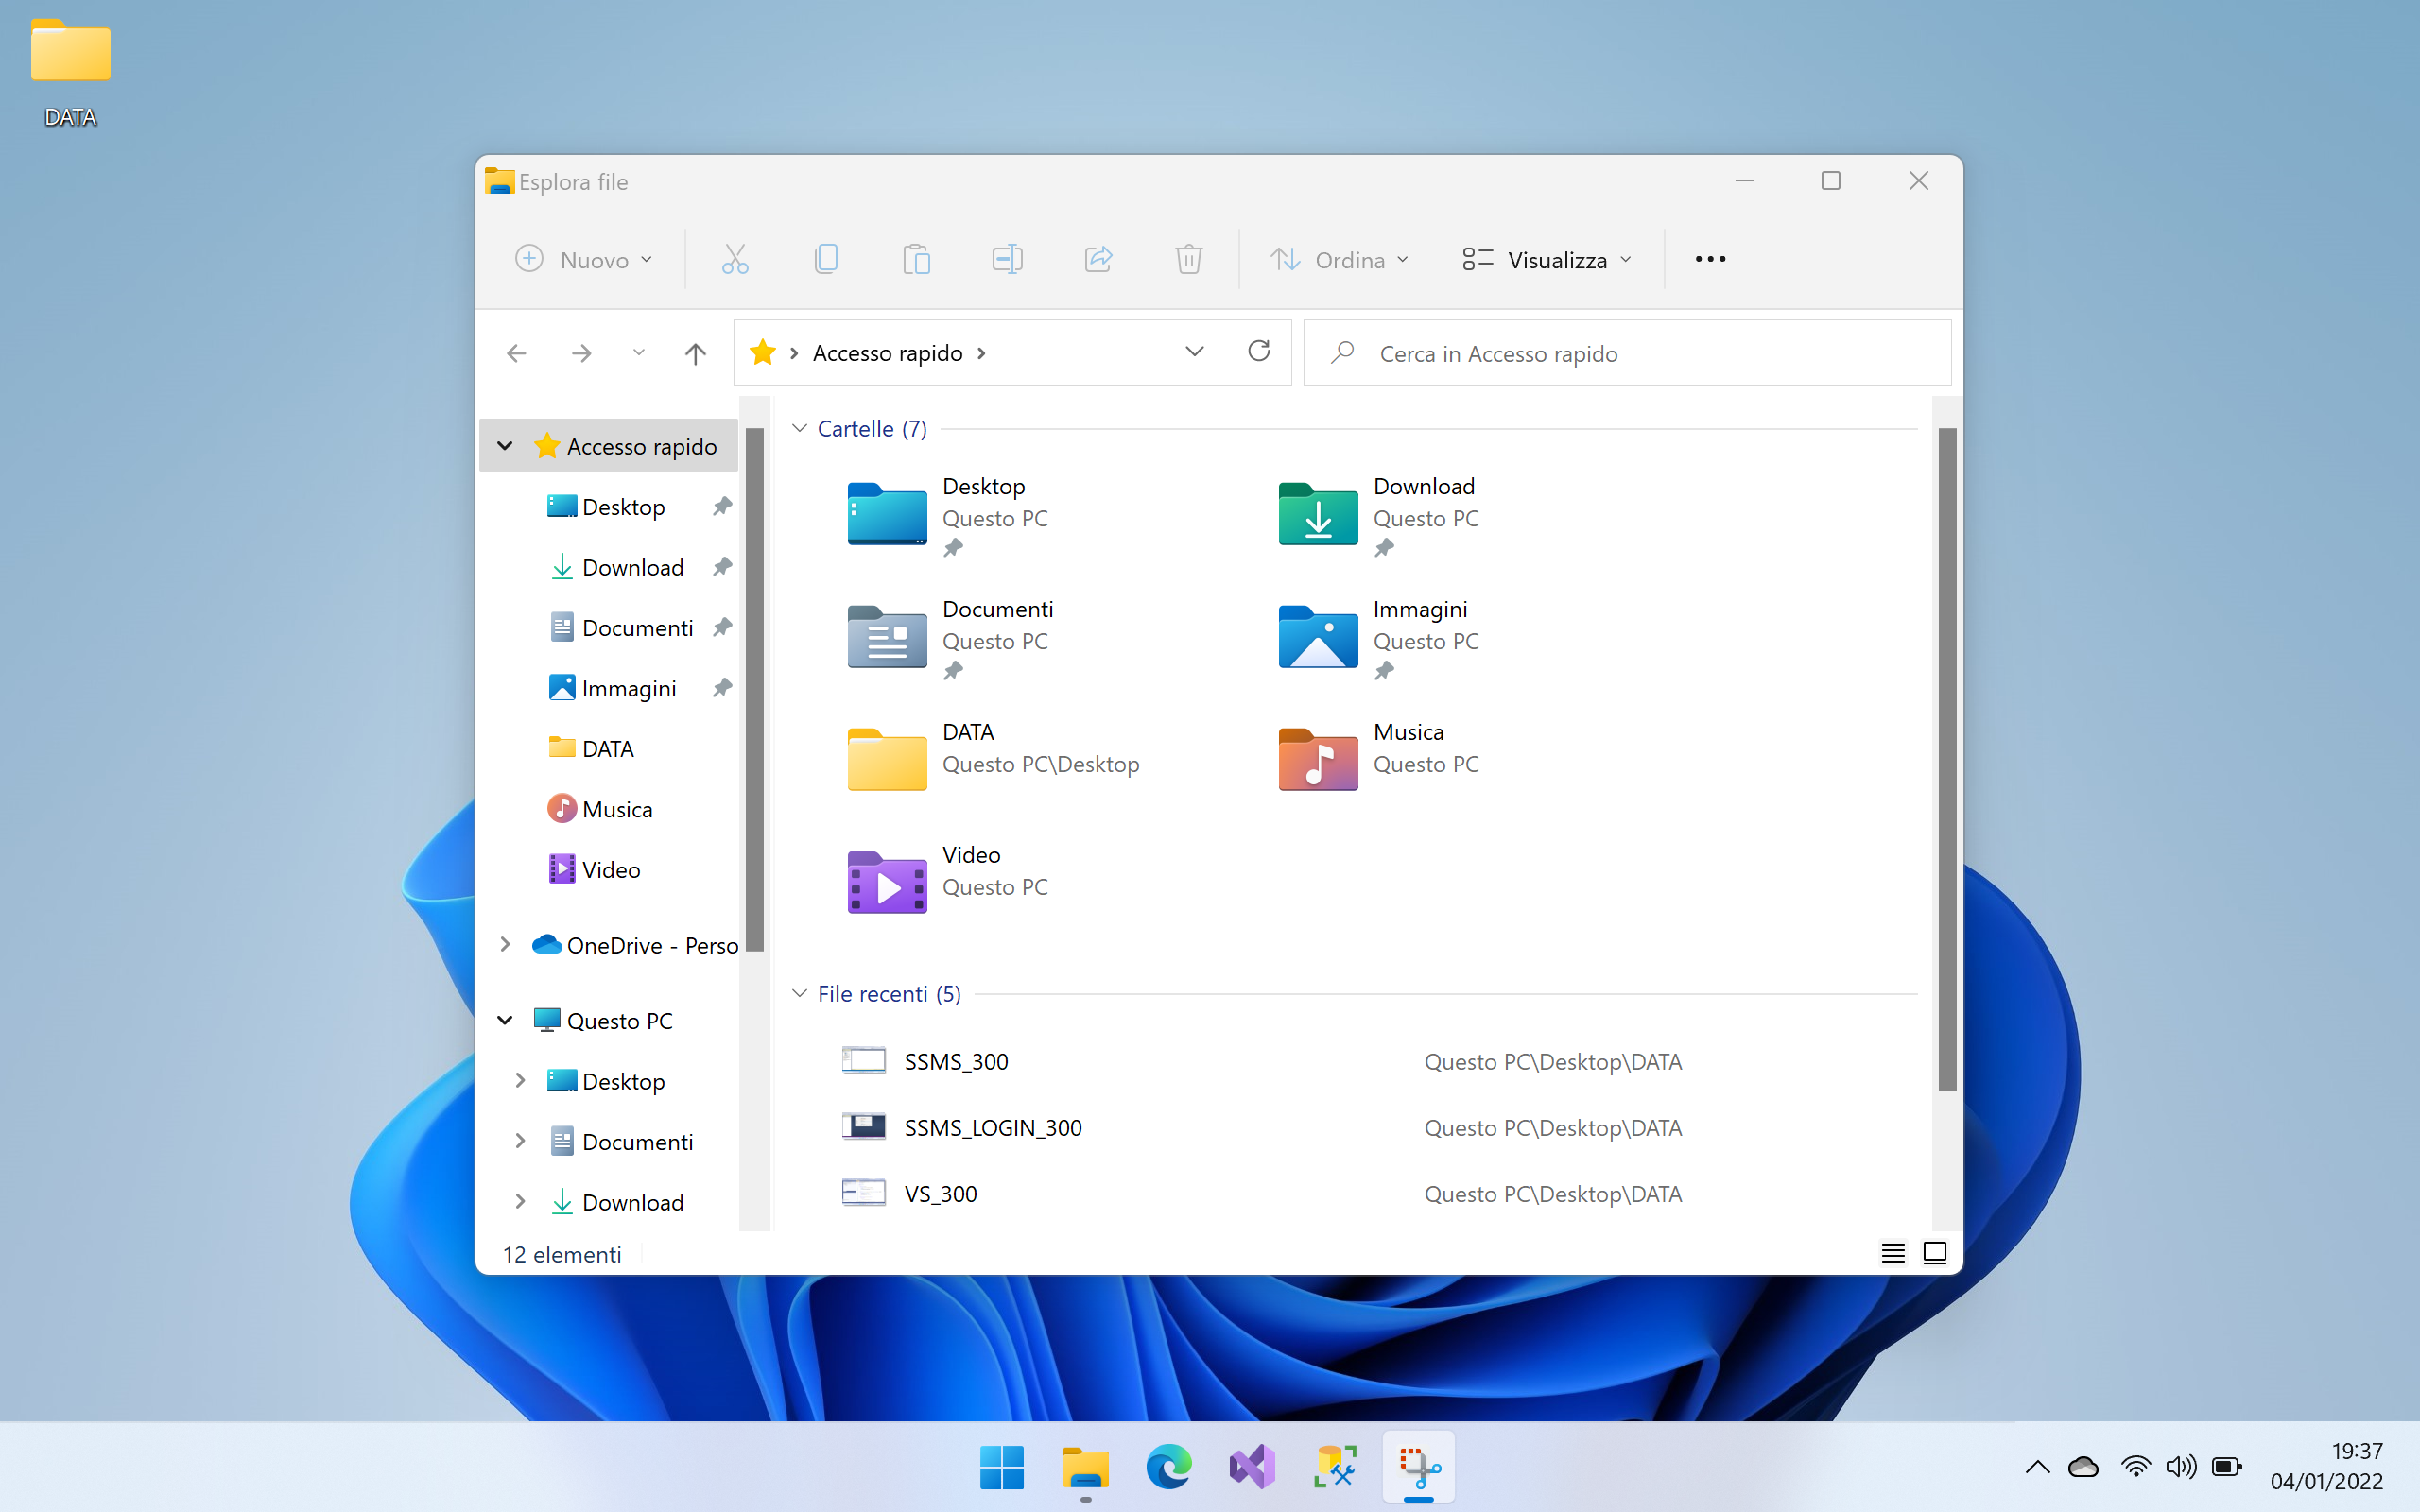 DATA
Esplora file
Nuovo
Ordina
Visualizza
Accesso rapido
Cerca in Accesso rapido
Accesso rapido
Desktop
Download
Documenti
Immagini
DATA
Musica
Video
OneDrive - Perso
Questo PC
Desktop
Documenti
Download
Cartelle (7)
Desktop
Questo PC
Download
Questo PC
Documenti
Questo PC
Immagini
Questo PC
DATA
Questo PC\Desktop
Musica
Questo PC
Video
Questo PC
File recenti (5)
SSMS_300 Questo PC\Desktop\DATA
SSMS_LOGIN_300 Questo PC\Desktop\DATA
VS_300 Questo PC\Desktop\DATA
12 elementi
19:37
04/01/2022